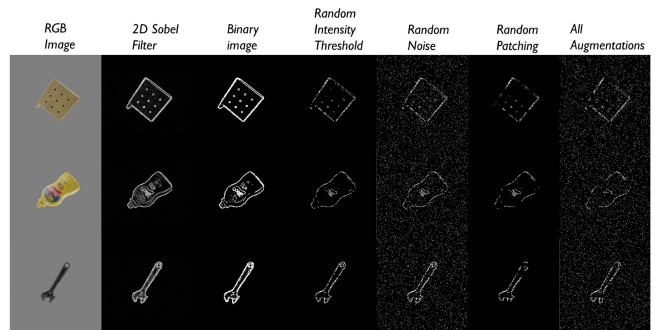 RGB
Image
2D Sobel
Filter
Binary
image
Random
Intensity
Threshold
Random
Noise
Random
Patching
All
Augmentations